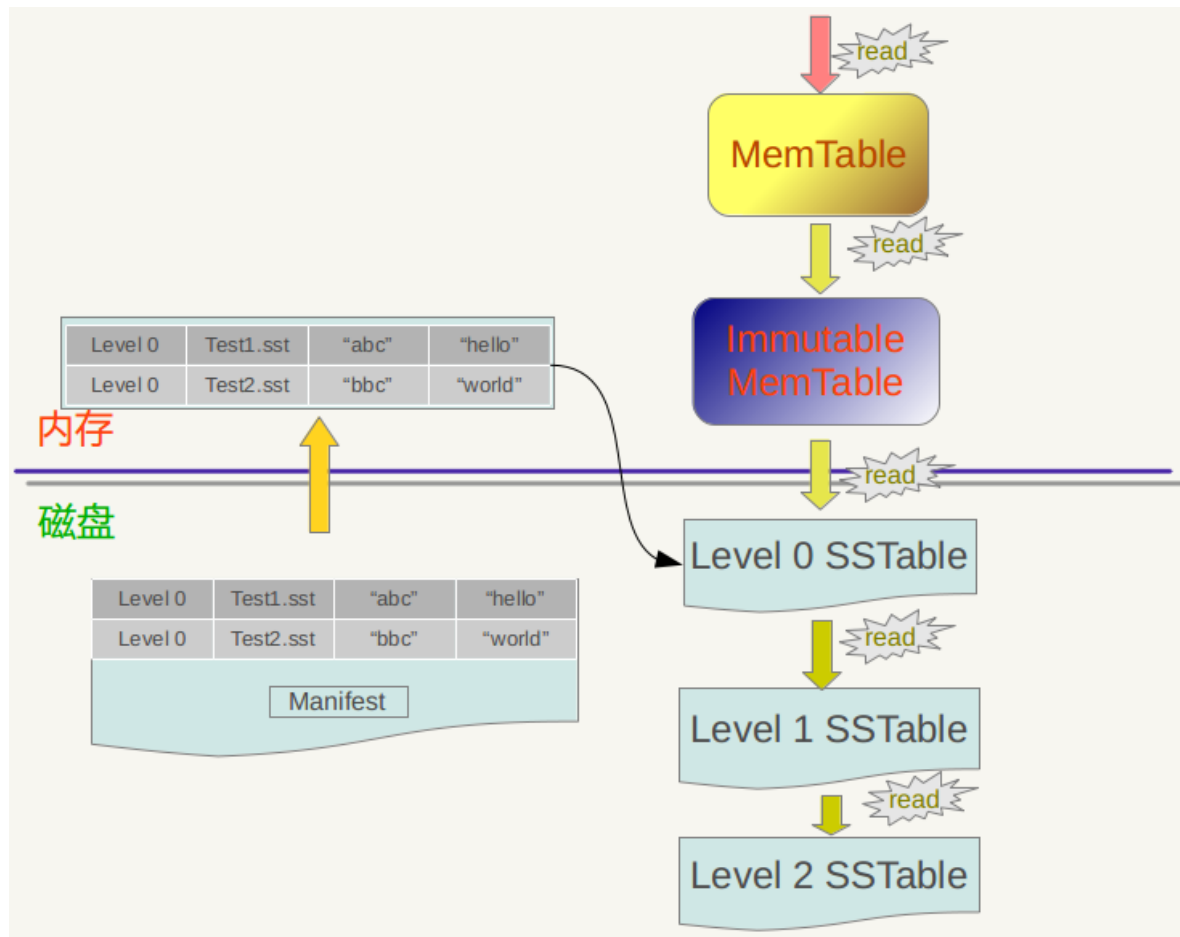 read
MemTable
read
Immutable
MemTable
Level 0 Test1.sst “abc” “hello”
Level 0 Test2.sst “bbc” “world”
内存
read
磁盘
Level 0 SSTable
Level 0 Test1.sst “abc” “hello”
Level 0 Test2.sst “bbc” “world”
read
Manifest
Level 1 SSTable
read
Level 2 SSTable